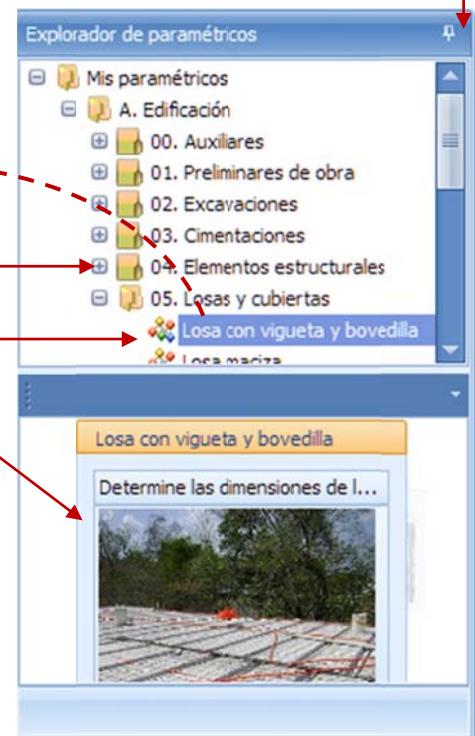 Explorador de paramétricos
Mis paramétricos
A. Edificación
00. Auxiliares
01. Preliminares de obra
02. Excavaciones
03. Cimentaciones
04. Elementos estructurales
05. Losas y cubiertas
Losa con vigueta y bovedilla
Losa maciza
Losa con vigueta y bovedilla
Determine las dimensiones de l...